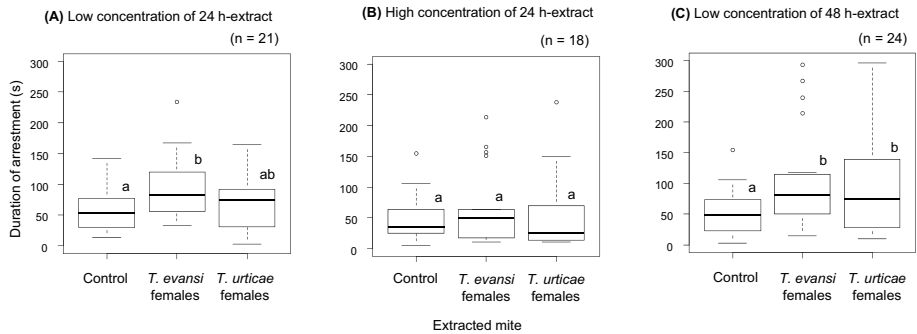 (A) Low concentration of 24 h-extract
(n = 21)
Duration of arrestment (s)
300
250
200
150
100
50
0
a
b
ab
Control
T. evansi
females
T. urticae
females
(B) High concentration of 24 h-extract
(n = 18)
300
250
200
150
100
50
0
a
a
a
Control
T. evansi
females
T. urticae
females
Extracted mite
(C) Low concentration of 48 h-extract
(n = 24)
300
250
200
150
100
50
0
a
b
b
Control
T. evansi
females
T. urticae
females